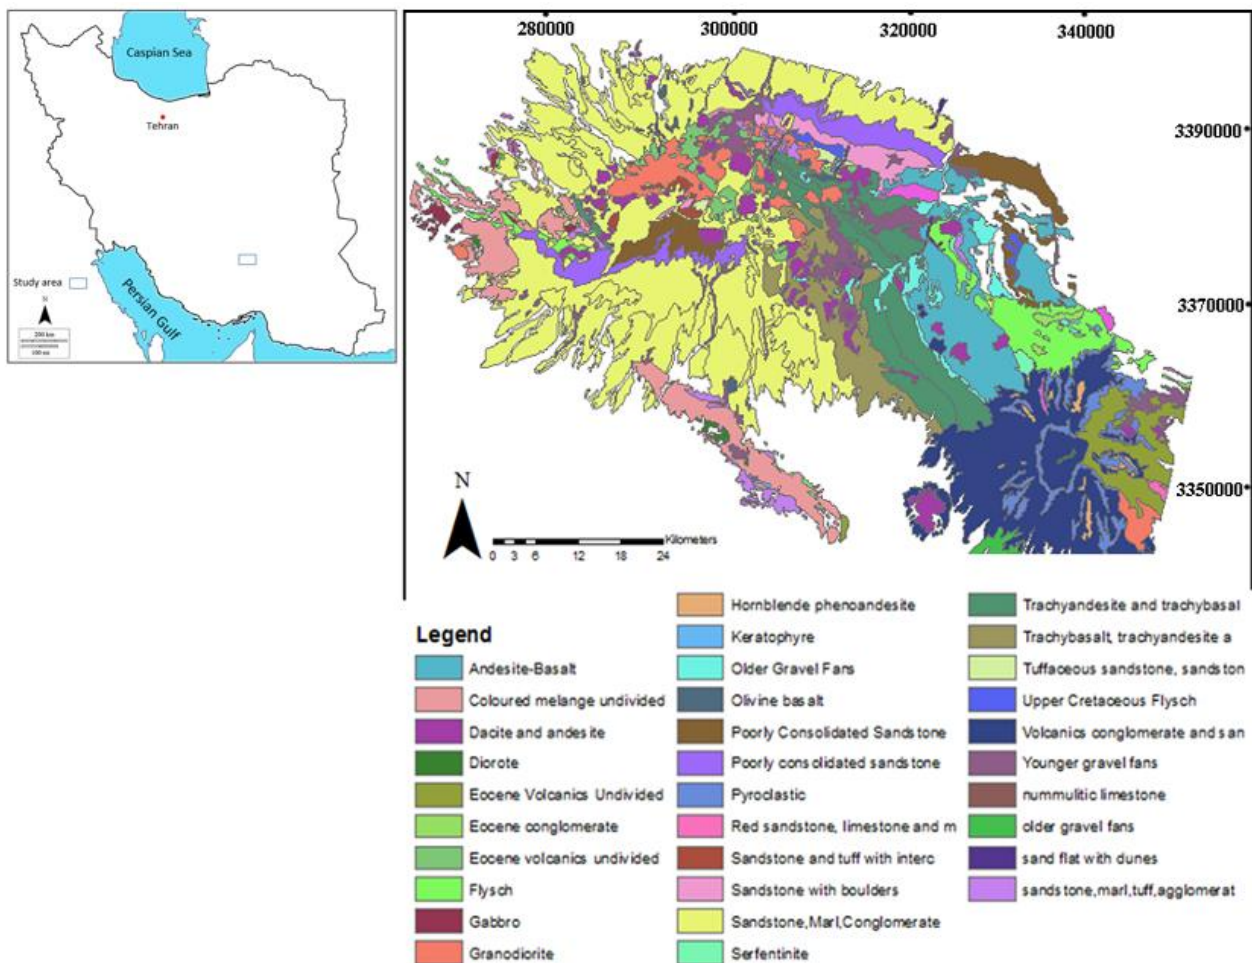 Caspian Sea
Tehran
Study area
N
200 km
100 mi
Persian Gulf
280000
300000
320000
340000
3390000
3370000
3350000
N
Kilometers
0 3 6 12 18 24
Legend
Andesite-Basalt
Coloured melange undivided
Dacite and andesite
Diorote
Eocene Volcanics Undivided
Eocene conglomerate
Eocene volcanics undivided
Flysch
Gabbro
Granodiorite
Hornblende phenoandesite
Keratophyre
Older Gravel Fans
Olivine basalt
Poorly Consolidated Sandstone
Poorly consolidated sandstone
Pyroclastic
Red sandstone, limestone and m
Sandstone and tuff with interc
Sandstone with boulders
Sandstone,Marl,Conglomerate
Serfentinite
Trachyandesite and trachybasal
Trachybasalt, trachyandesite a
Tuffaceous sandstone, sandston
Upper Cretaceous Flysch
Volcanics conglomerate and san
Younger gravel fans
nummulitic limestone
older gravel fans
sand flat with dunes
sandstone,marl,tuff,agglomerat